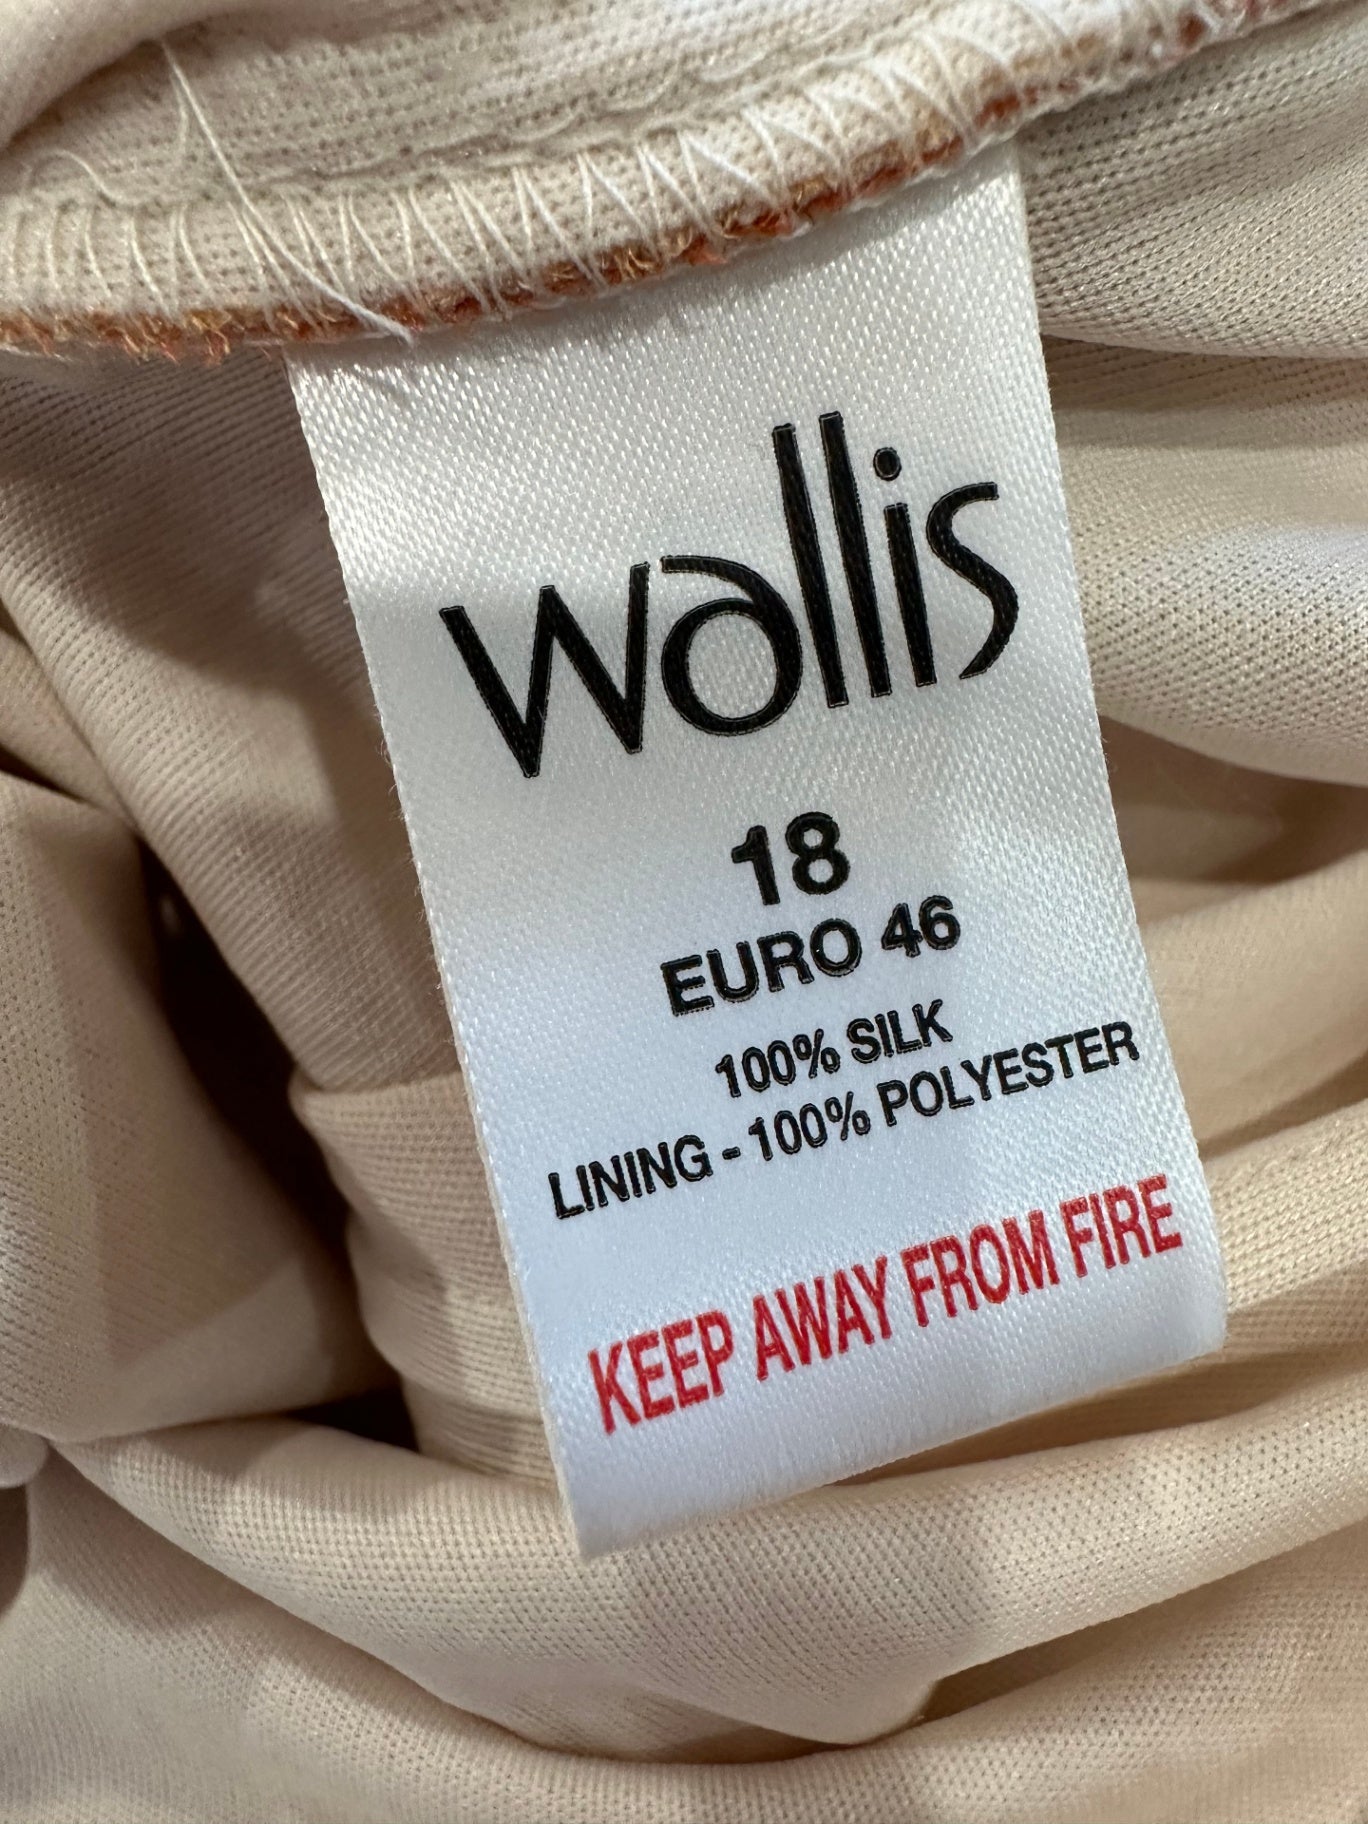 wallis
18
EURO 46
100% SILK
LINING - 100% POLYESTER
KEEP AWAY FROM FIRE